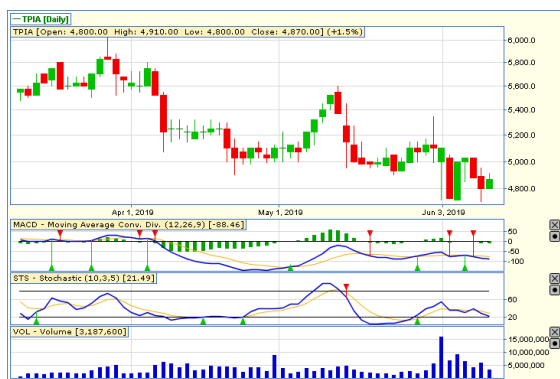 TPIA [Daily]
TPIA [Open: 4,800.00 High: 4,910.00 Low: 4,800.00 Close: 4,870.00] (+1.5%)
6,000.0
5,800.0
5,600.0
5,400.0
5,200.0
5,000.0
4,800.0
Apr 1, 2019 May 1, 2019 Jun 3, 2019
MACD - Moving Average Conv. Div. (12,26,9) [-88.46]
50
0
-50
-100
STS - Stochastic (10,3,5) [21.49]
60
20
VOL - Volume [3,187,600]
15,000,000
10,000,000
5,000,000